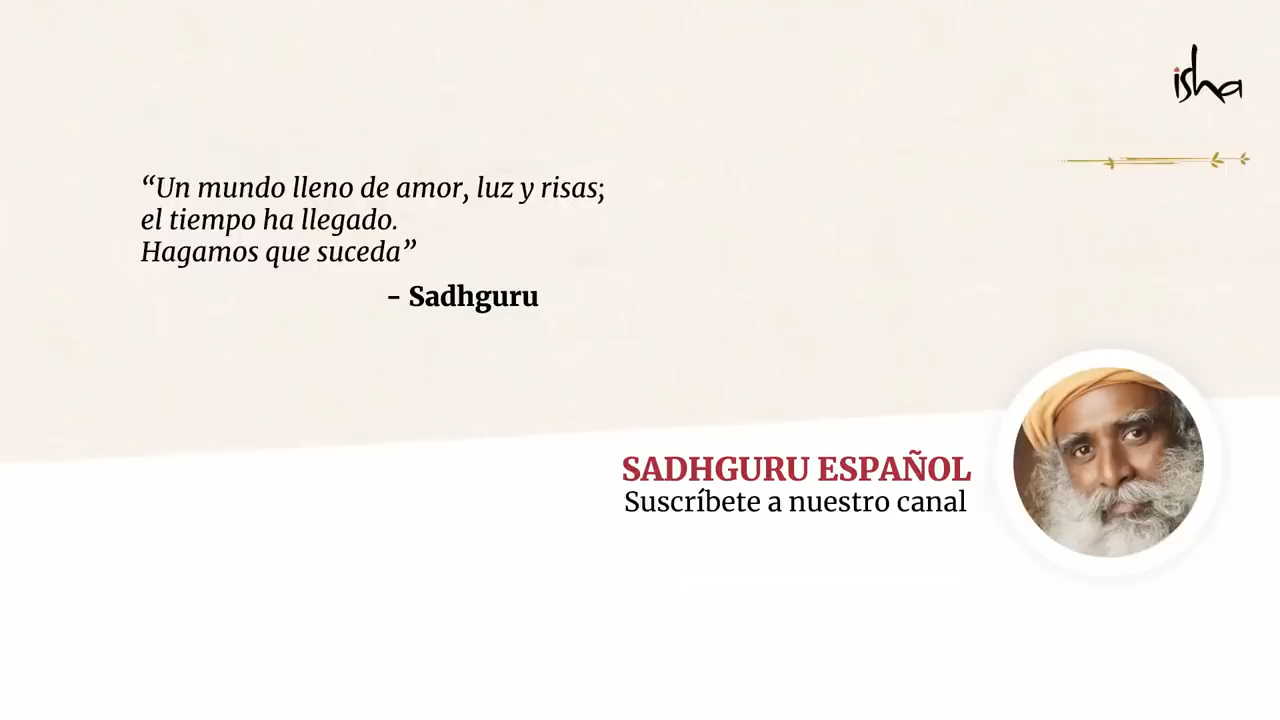 isha
“Un mundo lleno de amor, luz y risas;
el tiempo ha llegado.
Hagamos que suceda”
- Sadhguru
SADHGURU ESPAÑOL
Suscríbete a nuestro canal